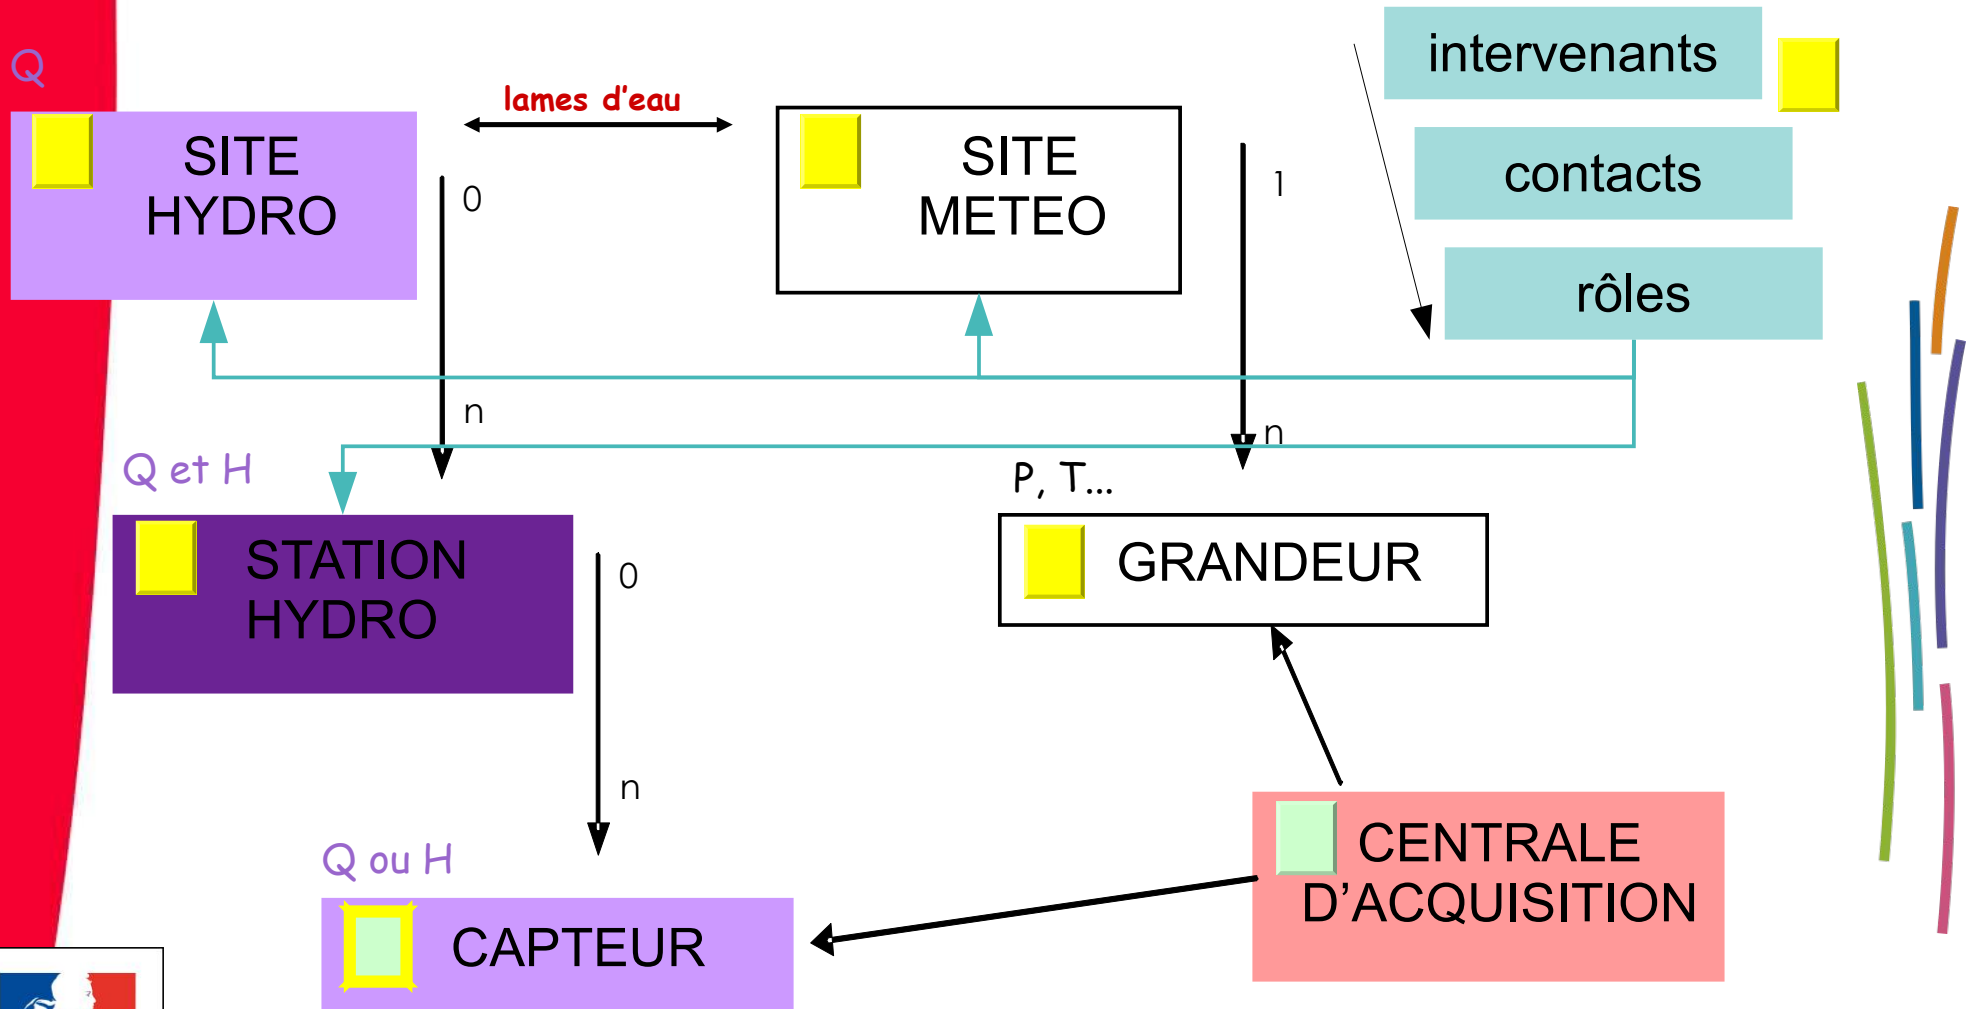 Q
lames d'eau
SITE
HYDRO
SITE
METEO
intervenants
contacts
rôles
0
n
1
n
Q et H
STATION
HYDRO
P, T...
GRANDEUR
0
n
Q ou H
CAPTEUR
CENTRALE
D’ACQUISITION